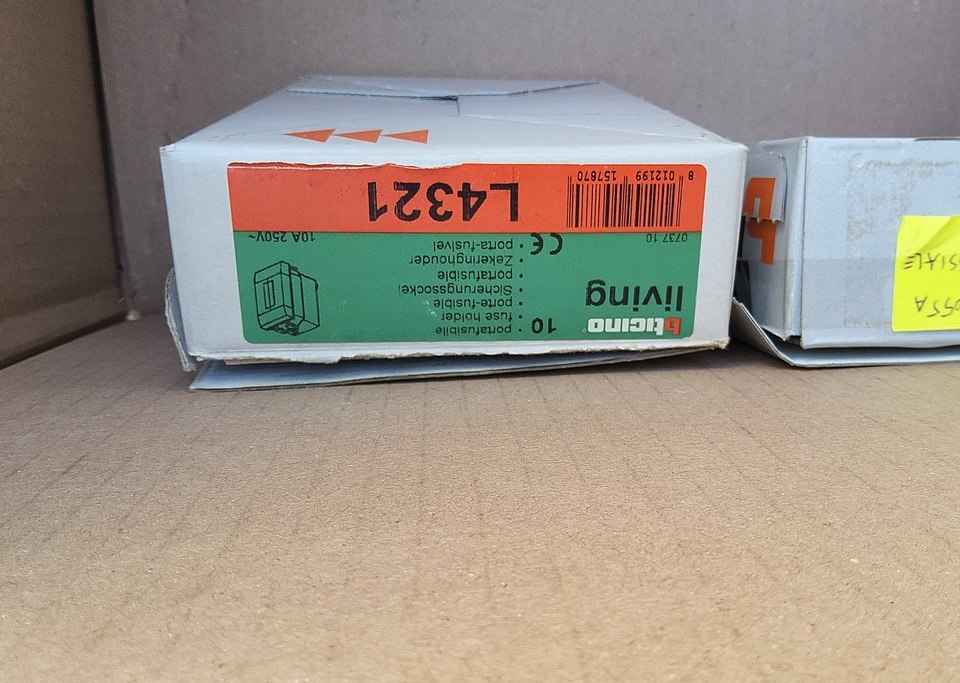 bticino
living
10
• portafusibile
• fuse holder
• porte-fusible
• Sicherungssockel
• portafusible
• Zekeringhouder
• porta-fusível
10A 250V~
0737 10
CE
8 012199 157870
L4321